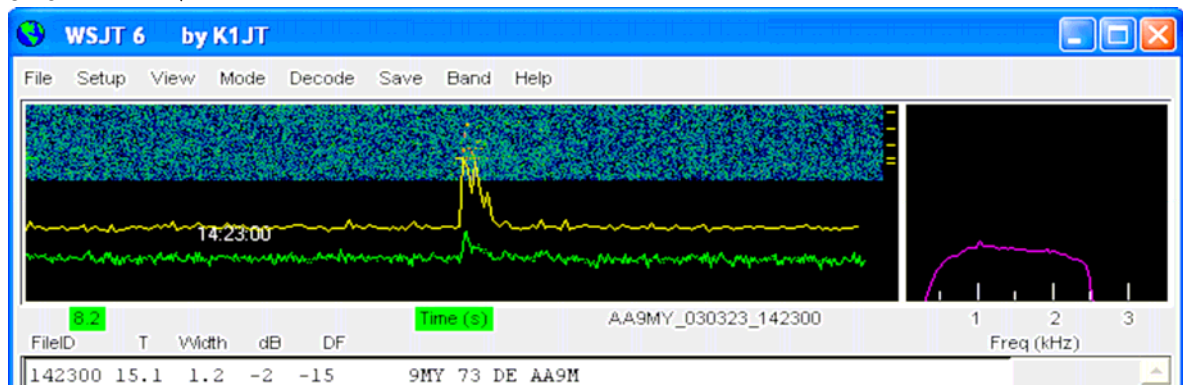 WSJT 6 by K1JT
File Setup View Mode Decode Save Band Help
14:23:00
8.2 Time (s) AA9MY_030323_142300 1 2 3
FileID T Width dB DF Freq (kHz)
142300 15.1 1.2 -2 -15 9MY 73 DE AA9M